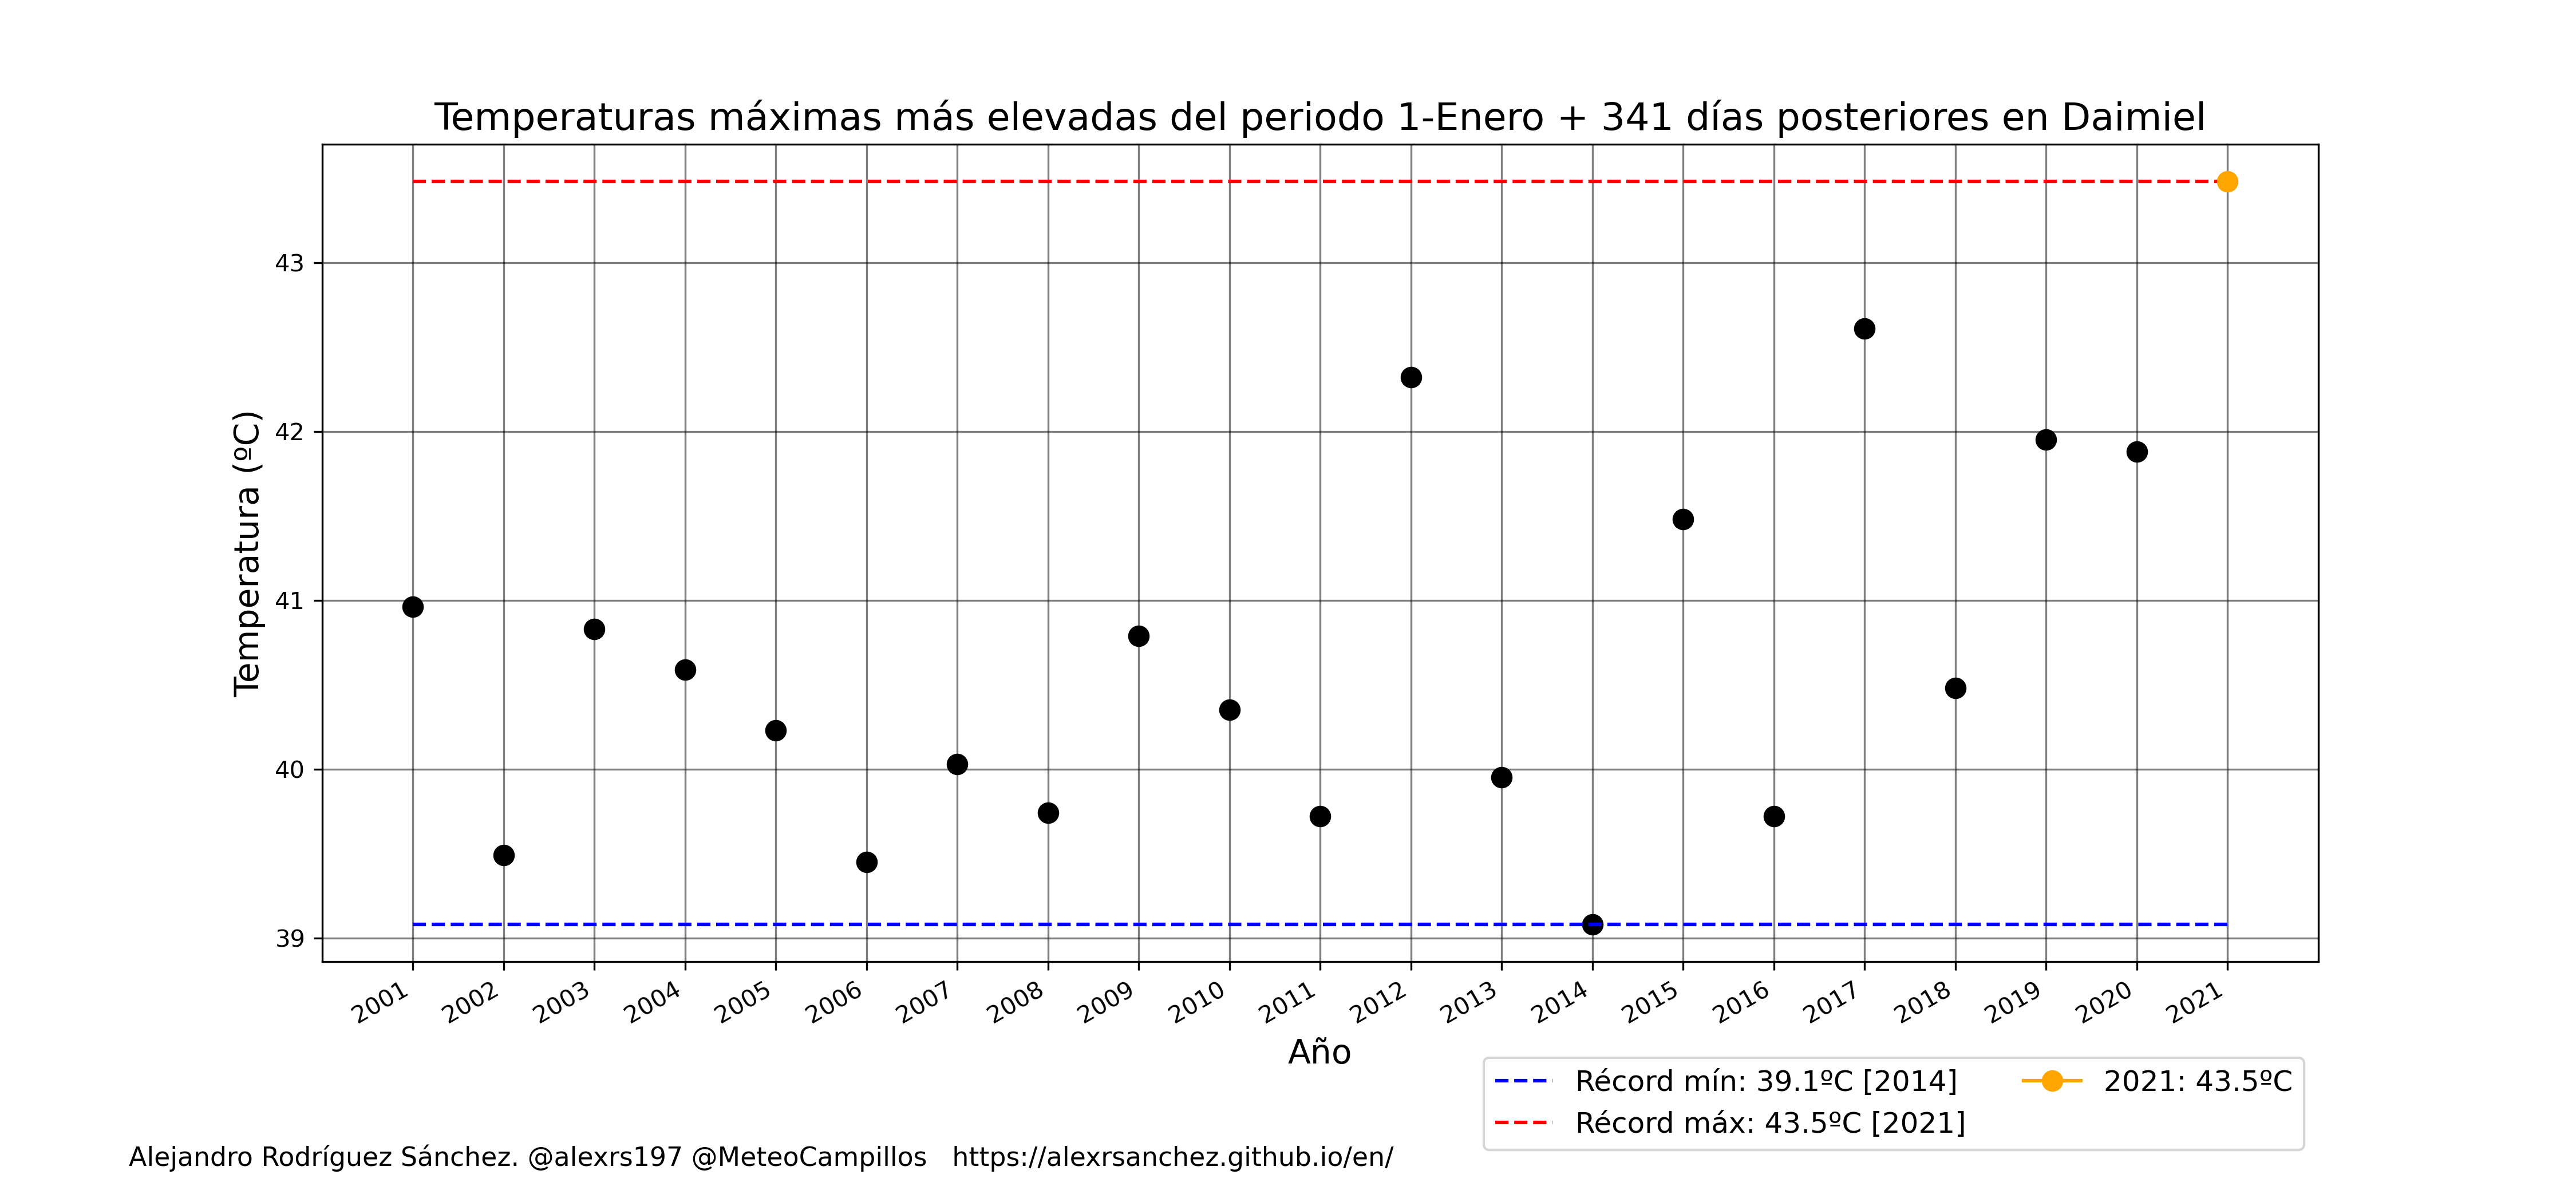 Temperaturas máximas más elevadas del periodo 1-Enero + 341 días posteriores en Daimiel
Temperatura (ºC)
43
42
41
40
39
2001 2002 2003 2004 2005 2006 2007 2008 2009 2010 2011 2012 2013 2014 2015 2016 2017 2018 2019 2020 2021
Año
Récord mín: 39.1ºC [2014]
Récord máx: 43.5ºC [2021]
2021: 43.5ºC
Alejandro Rodríguez Sánchez. @alexrs197 @MeteoCampillos https://alexrsanchez.github.io/en/